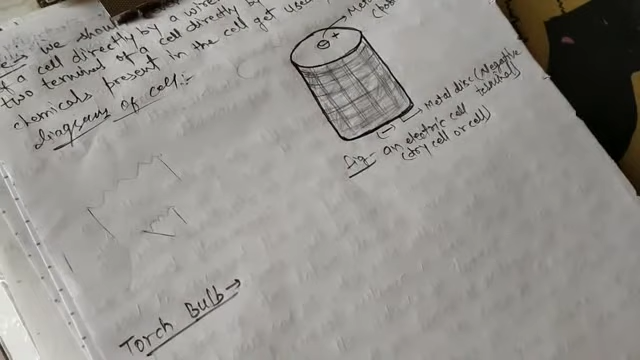 we should
of a cell directly by a wire
two terminal of a cell directly by
chemicals present in the cell get used
diagram of cell:-
+
Metal disc (Negative
terminal)
(-)
fig- an electric cell
(dry cell or cell)
Torch Bulb →